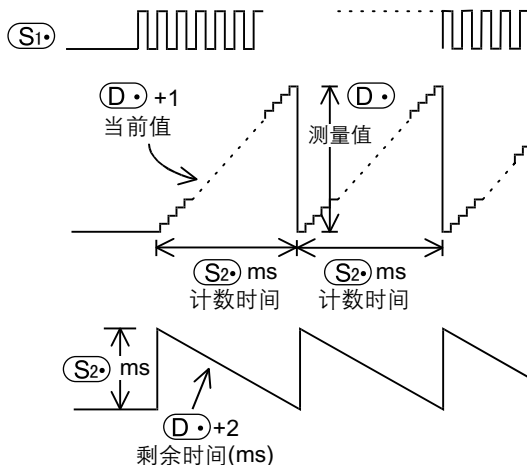 S1•
D• +1
当前值
D•
测量值
S2• ms
计数时间
S2• ms
计数时间
S2• ms
D• +2
剩余时间(ms)